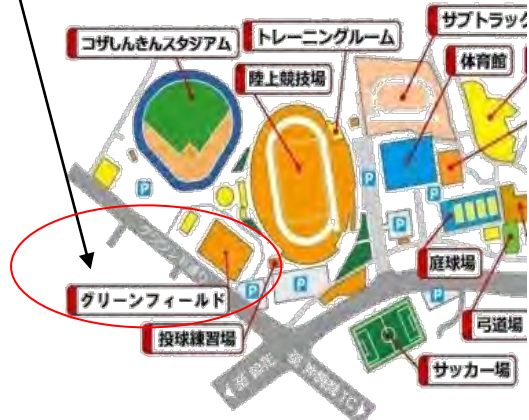 コザしんきんスタジアム
トレーニングルーム
サブトラック
陸上競技場
体育館
P
P
P
P
P
P
P
P
グリーンフィールド
投球練習場
庭球場
弓道場
サッカー場